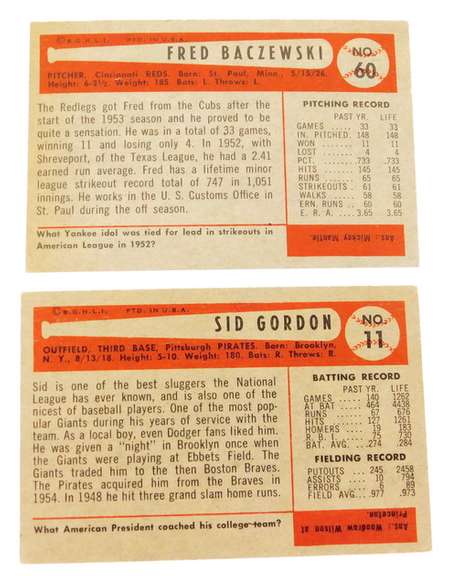 ©B.G.H.L.I. PTD. IN U.S.A.
FRED BACZEWSKI
NO.
60
PITCHER, Cincinnati REDS. Born: St. Paul, Minn., 5/15/26.
Height: 6-2½. Weight: 185. Bats: L. Throws: L.
The Redlegs got Fred from the Cubs after the
start of the 1953 season and he proved to be
quite a sensation. He was in a total of 33 games,
winning 11 and losing only 4. In 1952, with
Shreveport, of the Texas League, he had a 2.41
earned run average. Fred has a lifetime minor
league strikeout record total of 747 in 1,051
innings. He works in the U. S. Customs Office in
St. Paul during the off season.
PITCHING RECORD
PAST YR. LIFE
GAMES ..... 33 33
IN. PITCHED. 148 148
WON ..... 11 11
LOST ..... 4 4
PCT. ..... .733 .733
HITS ..... 145 145
RUNS ..... 65 65
STRIKEOUTS . 61 61
WALKS ..... 58 58
ERN. RUNS .. 60 60
E. R. A. .... 3.65 3.65
What Yankee idol was tied for lead in strikeouts in
American League in 1952?
Ans.: Mickey Mantle.
©B.G.H.L.I. PTD. IN U.S.A.
SID GORDON
NO.
11
OUTFIELD, THIRD BASE, Pittsburgh PIRATES. Born: Brooklyn,
N. Y., 8/13/18. Height: 5-10. Weight: 180. Bats: R. Throws: R.
Sid is one of the best sluggers the National
League has ever known, and is also one of the
nicest of baseball players. One of the most pop-
ular Giants during his years of service with the
team. As a local boy, even Dodger fans liked him.
He was given a "night" in Brooklyn once when
the Giants were playing at Ebbets Field. The
Giants traded him to the then Boston Braves.
The Pirates acquired him from the Braves in
1954. In 1948 he hit three grand slam home runs.
BATTING RECORD
PAST YR. LIFE
GAMES ..... 140 1262
AT BAT ..... 464 4438
RUNS ..... 67 676
HITS ..... 127 1261
HOMERS .... 19 183
R. B. I. .... 75 730
BAT. AVG. ... .274 .284
FIELDING RECORD
PUTOUTS ... 245 2458
ASSISTS .... 10 794
ERRORS .... 6 89
FIELD AVG... .977 .973
What American President coached his college team?
Ans.: Woodrow Wilson at
Princeton.